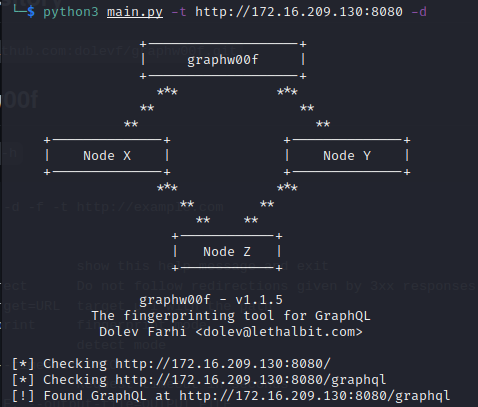 └─$ python3 main.py -t http://172.16.209.130:8080 -d
graphw00f
Node X Node Y
Node Z
graphw00f - v1.1.5
The fingerprinting tool for GraphQL
Dolev Farhi <dolev@lethalbit.com>
[*] Checking http://172.16.209.130:8080/
[*] Checking http://172.16.209.130:8080/graphql
[!] Found GraphQL at http://172.16.209.130:8080/graphql